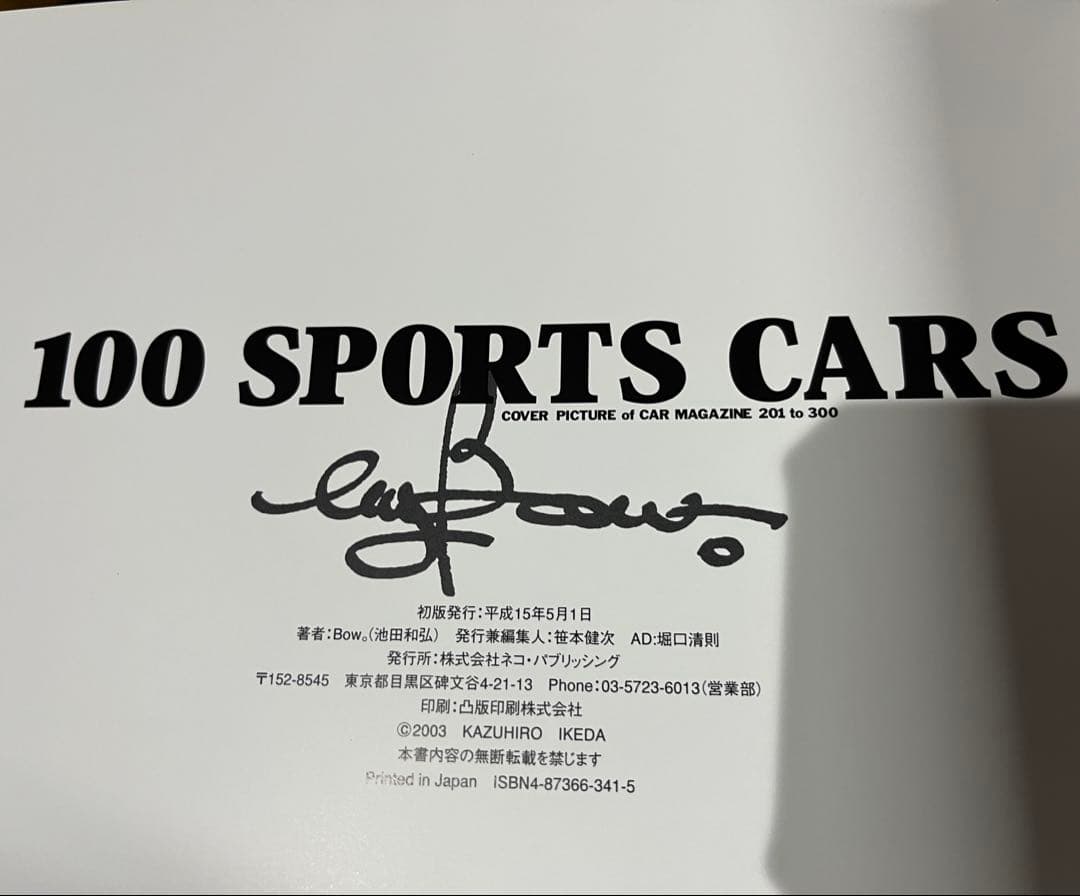 100 SPORTS CARS
COVER PICTURE of CAR MAGAZINE 201 to 300
by Bow。
初版発行：平成15年5月1日
著者：Bow。（池田和弘）　発行兼編集人：笹本健次　AD：堀口清則
発行所：株式会社ネコ・パブリッシング
〒152-8545　東京都目黒区碑文谷4-21-13　Phone：03-5723-6013（営業部）
印刷：凸版印刷株式会社
©2003　KAZUHIRO　IKEDA
本書内容の無断転載を禁じます
Printed in Japan　ISBN4-87366-341-5